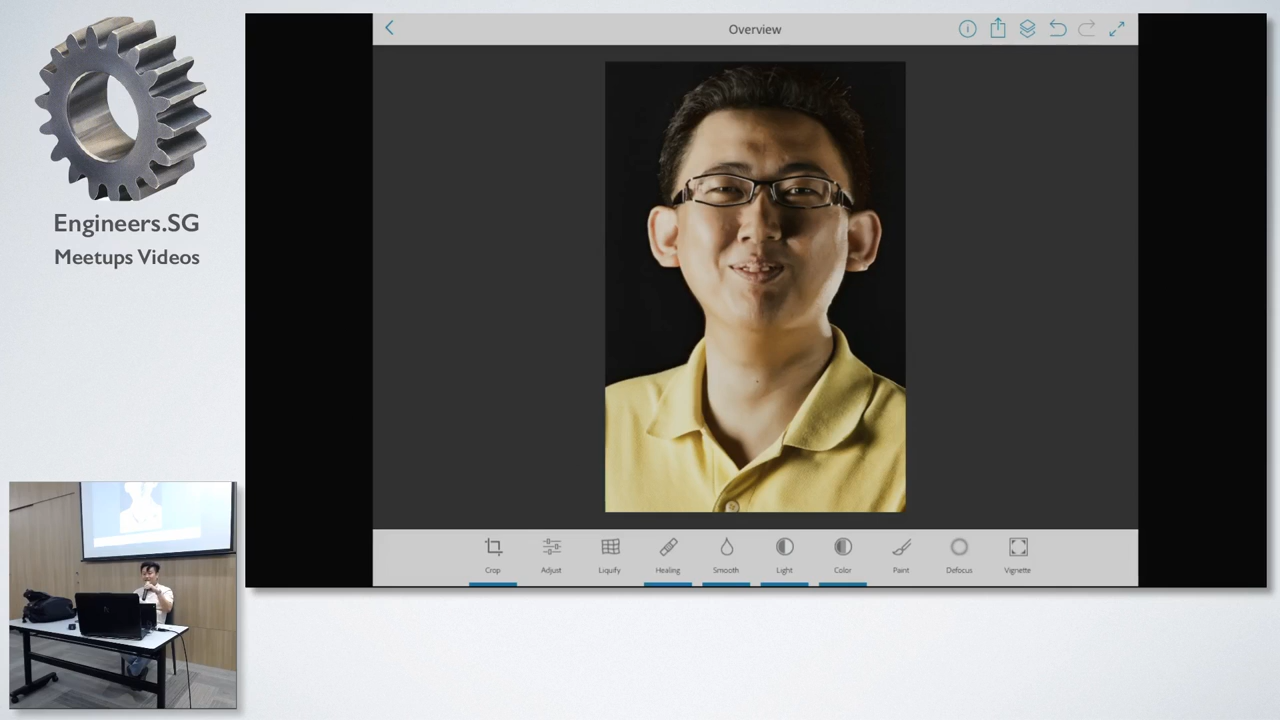 Engineers.SG
Meetups Videos
Overview
Crop
Adjust
Liquify
Healing
Smooth
Light
Color
Paint
Defocus
Vignette